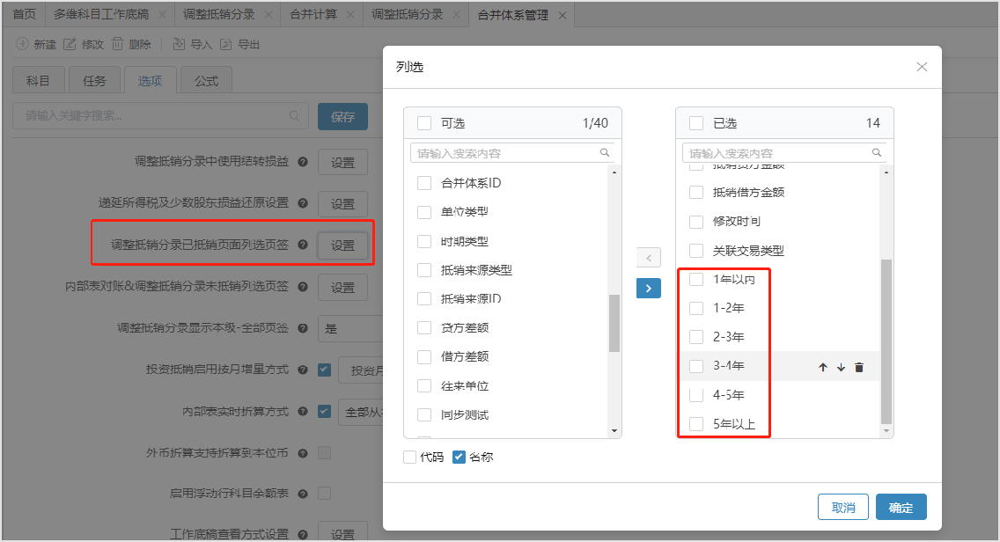 首页 多维科目工作底稿 调整抵销分录 合并计算 调整抵销分录 合并体系管理
新建 修改 删除 导入 导出
科目 任务 选项 公式
请输入关键字搜索... 保存
调整抵销分录中使用结转损益 设置
递延所得税及少数股东损益还原设置 设置
调整抵销分录已抵销页面列选页签 设置
内部表对账&调整抵销分录未抵销列选页签 设置
调整抵销分录显示本级-全部页签 是
投资抵销启用按月增量方式 投资月
内部表实时折算方式 全部从
外币折算支持折算到本位币
启用浮动行科目余额表
工作底稿查看方式设置 设置
列选
可选 1/40
请输入搜索内容
合并体系ID
单位类型
时期类型
抵销来源类型
抵销来源ID
贷方差额
借方差额
往来单位
同步测试
已选 14
请输入搜索内容
抵销贷方金额
抵销借方金额
修改时间
关联交易类型
1年以内
1-2年
2-3年
3-4年
4-5年
5年以上
代码 名称
取消 确定